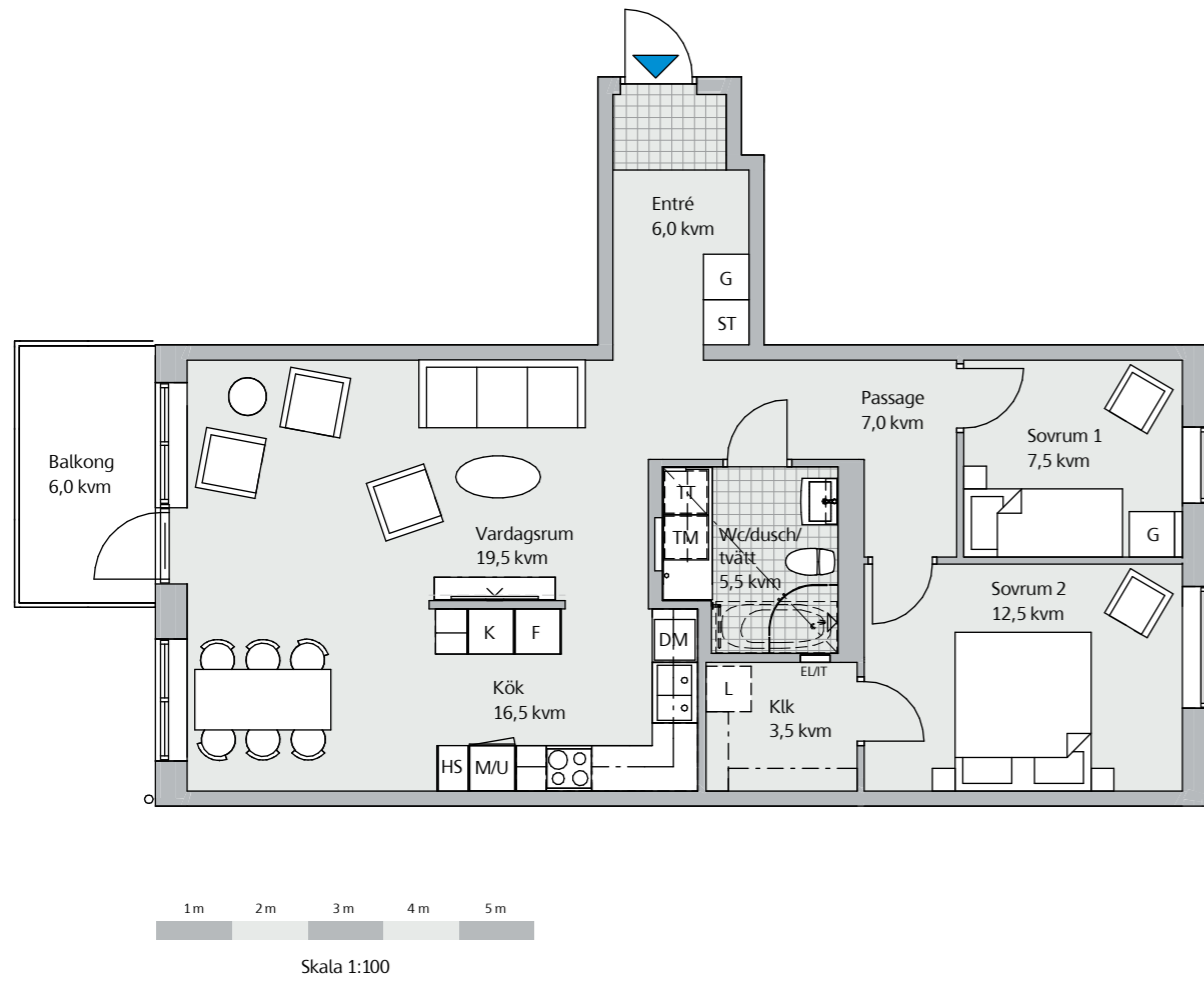 Entré
6,0 kvm
G
ST
Passage
7,0 kvm
Sovrum 1
7,5 kvm
Balkong
6,0 kvm
TT
TM
Wc/dusch/
tvätt
5,5 kvm
Vardagsrum
19,5 kvm
G
Sovrum 2
12,5 kvm
K
F
DM
EL/IT
L
Klk
3,5 kvm
Kök
16,5 kvm
HS
M/U
1 m
2 m
3 m
4 m
5 m
Skala 1:100